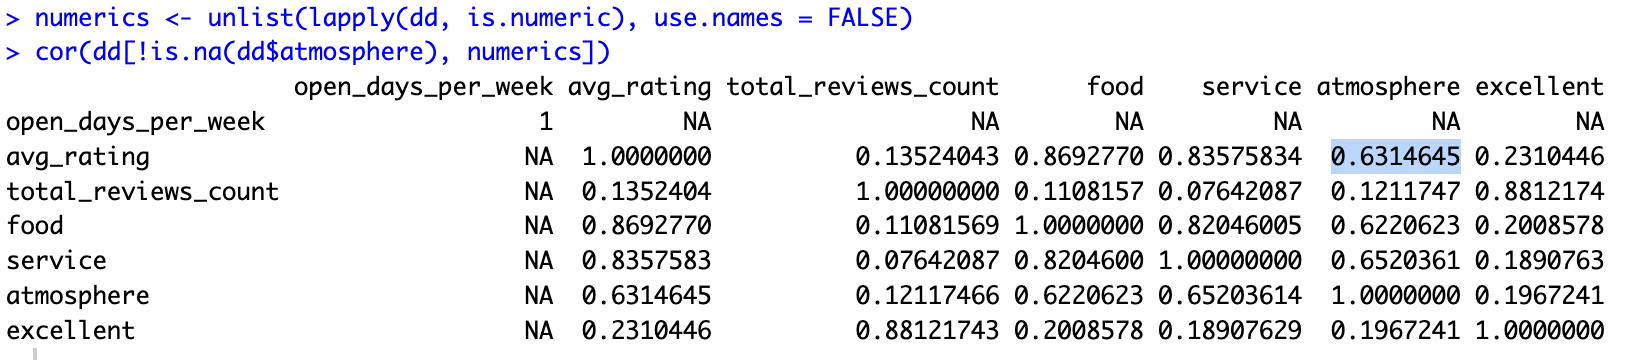 > numerics <- unlist(lapply(dd, is.numeric), use.names = FALSE)
> cor(dd[!is.na(dd$atmosphere), numerics])
open_days_per_week avg_rating total_reviews_count food service atmosphere excellent
open_days_per_week 1 NA NA NA NA NA NA
avg_rating NA 1.0000000 0.13524043 0.8692770 0.83575834 0.6314645 0.2310446
total_reviews_count NA 0.1352404 1.00000000 0.1108157 0.07642087 0.1211747 0.8812174
food NA 0.8692770 0.11081569 1.0000000 0.82046005 0.6220623 0.2008578
service NA 0.8357583 0.07642087 0.8204600 1.00000000 0.6520361 0.1890763
atmosphere NA 0.6314645 0.12117466 0.6220623 0.65203614 1.0000000 0.1967241
excellent NA 0.2310446 0.88121743 0.2008578 0.18907629 0.1967241 1.0000000